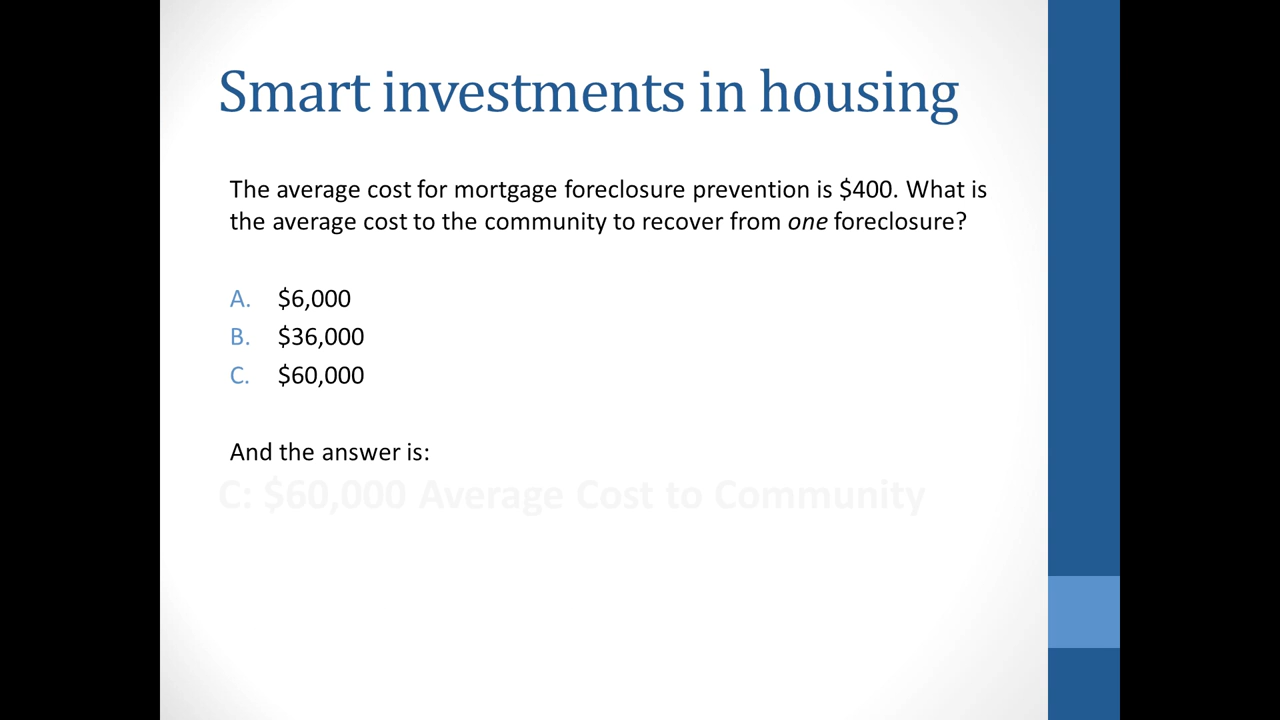 Smart investments in housing
The average cost for mortgage foreclosure prevention is $400. What is
the average cost to the community to recover from one foreclosure?
A. $6,000
B. $36,000
C. $60,000
And the answer is:
C: $60,000 Average Cost to Community